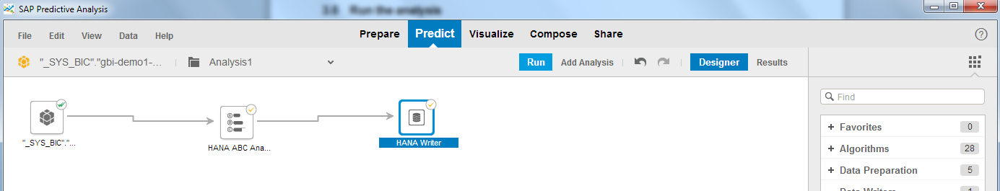 3.8. Run the analysis
SAP Predictive Analysis
File Edit View Data Help Prepare Predict Visualize Compose Share ?
"_SYS_BIC"."gbi-demo1-... Analysis1 Run Add Analysis Designer Results
Find
"_SYS_BIC"."...
HANA ABC Ana...
HANA Writer
+ Favorites 0
+ Algorithms 28
+ Data Preparation 5
Data Writers 1